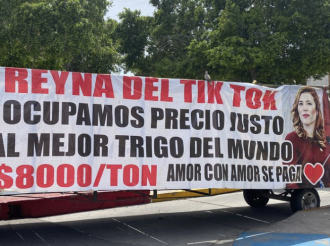 REYNA DEL TIK TOK
OCUPAMOS PRECIO JUSTO
AL MEJOR TRIGO DEL MUNDO
$8000/TON AMOR CON AMOR SE PAGA